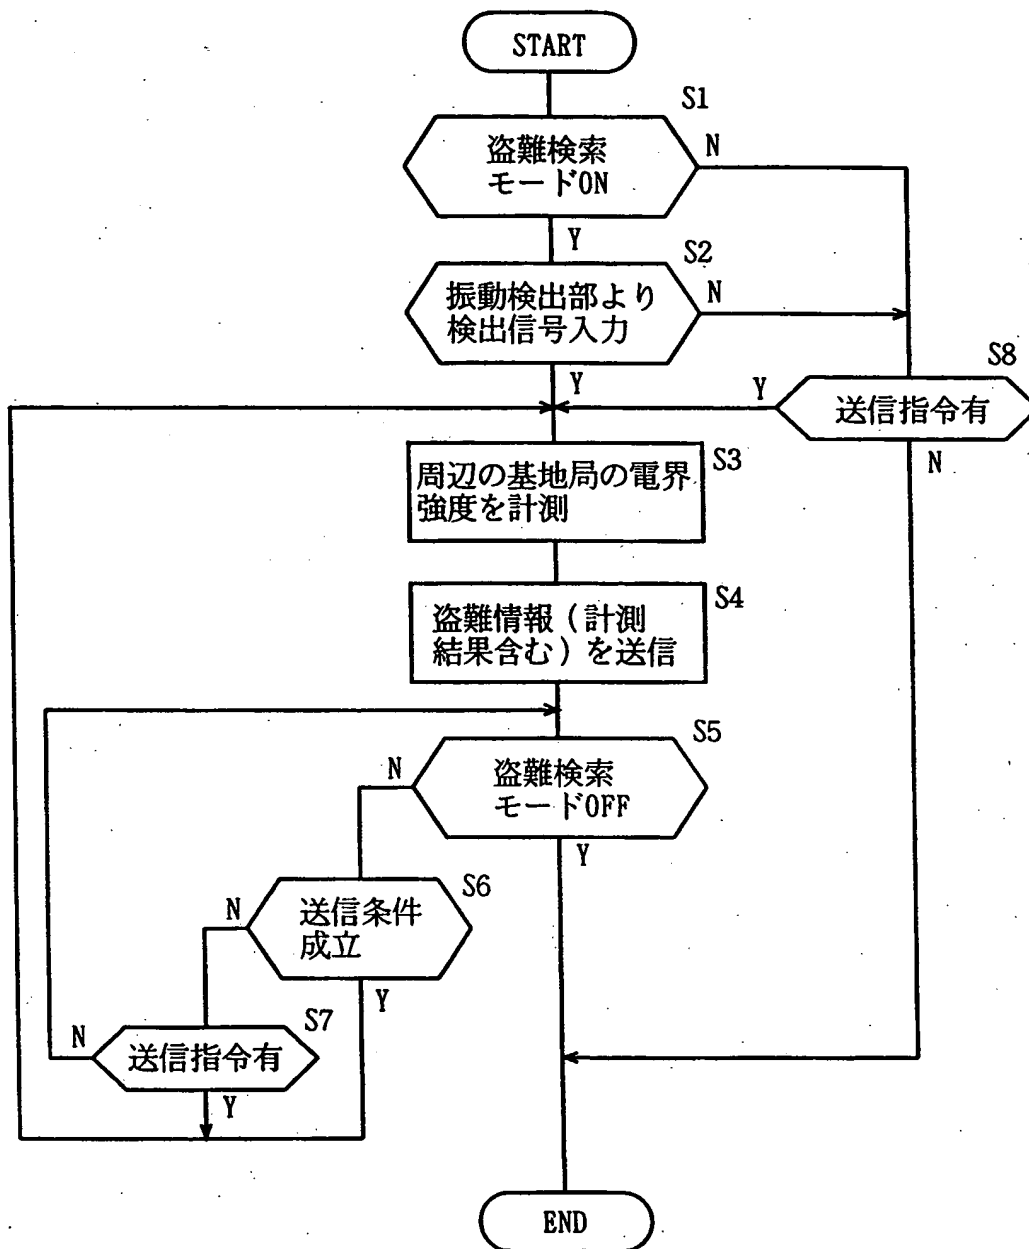 START
S1
盗難検索
モードON
N
Y
S2
振動検出部より
検出信号入力
N
Y
S8
送信指令有
Y
N
S3
周辺の基地局の電界
強度を計測
S4
盗難情報(計測
結果含む)を送信
S5
盗難検索
モードOFF
N
Y
S6
送信条件
成立
N
Y
S7
送信指令有
N
Y
END